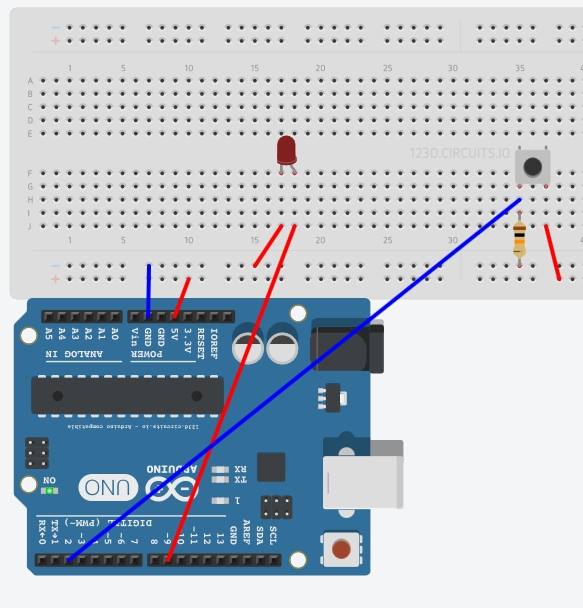 - -
+ +
1 5 10 15 20 25 30 35 4
A
B
C
D
E
123D.CIRCUITS.IO
F
G
H
I
J
1 5 10 15 20 25 30 35 4
- -
+ +
A5 A4 A3 A2 A1 A0 Vin GND GND 5V 3.3V RESET IOREF
ANALOG IN POWER
123d.circuits.io - Arduino compatible
ON UNO ARDUINO RX
TX
1
DIGITAL (PWM~)
RX←0 TX→1 2 ~3 ~5 ~6 7 8 ~9 ~11 12 13 GND AREF SDA SCL